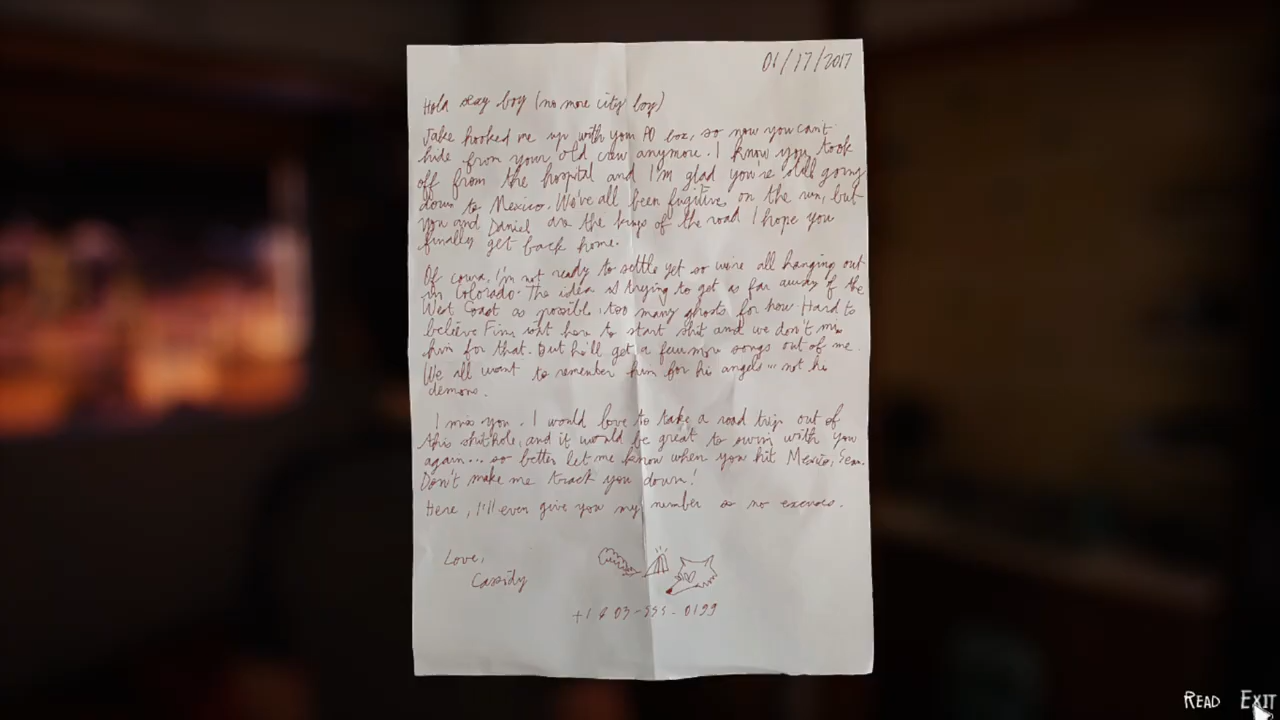 01/17/2017
Hola sexy boy (no more city boy)
Jake hooked me up with your PO box, so now you cant
hide from your old crew anymore. I know you took
off from the hospital and I'm glad you're still going
down to Mexico. We've all been fugitives on the run, but
you and Daniel are the kings of the road I hope you
finally get back home.
Of course, I'm not ready to settle yet so we're all hanging out
in Colorado. The idea is trying to get as far away of the
West Coast as possible, too many ghosts for now Hard to
believe Finn isnt here to start shit and we don't miss
him for that. But he'll get a few more songs out of me.
We all want to remember him for his angels... not his
demons.
I miss you. I would love to take a road trip out of
this shithole, and it would be great to swim with you
again... so better let me know when you hit Mexico, Sean.
Don't make me track you down!
Here, I'll even give you my number so no excuses.
Love,
Cassidy
+1 403-555-0199
READ EXIT